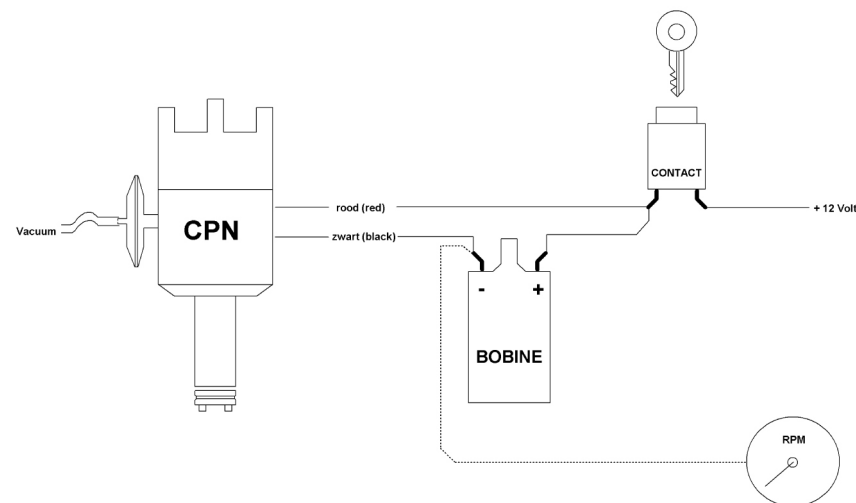 CONTACT
rood (red)
+ 12 Volt
Vacuum
CPN
zwart (black)
- +
BOBINE
RPM